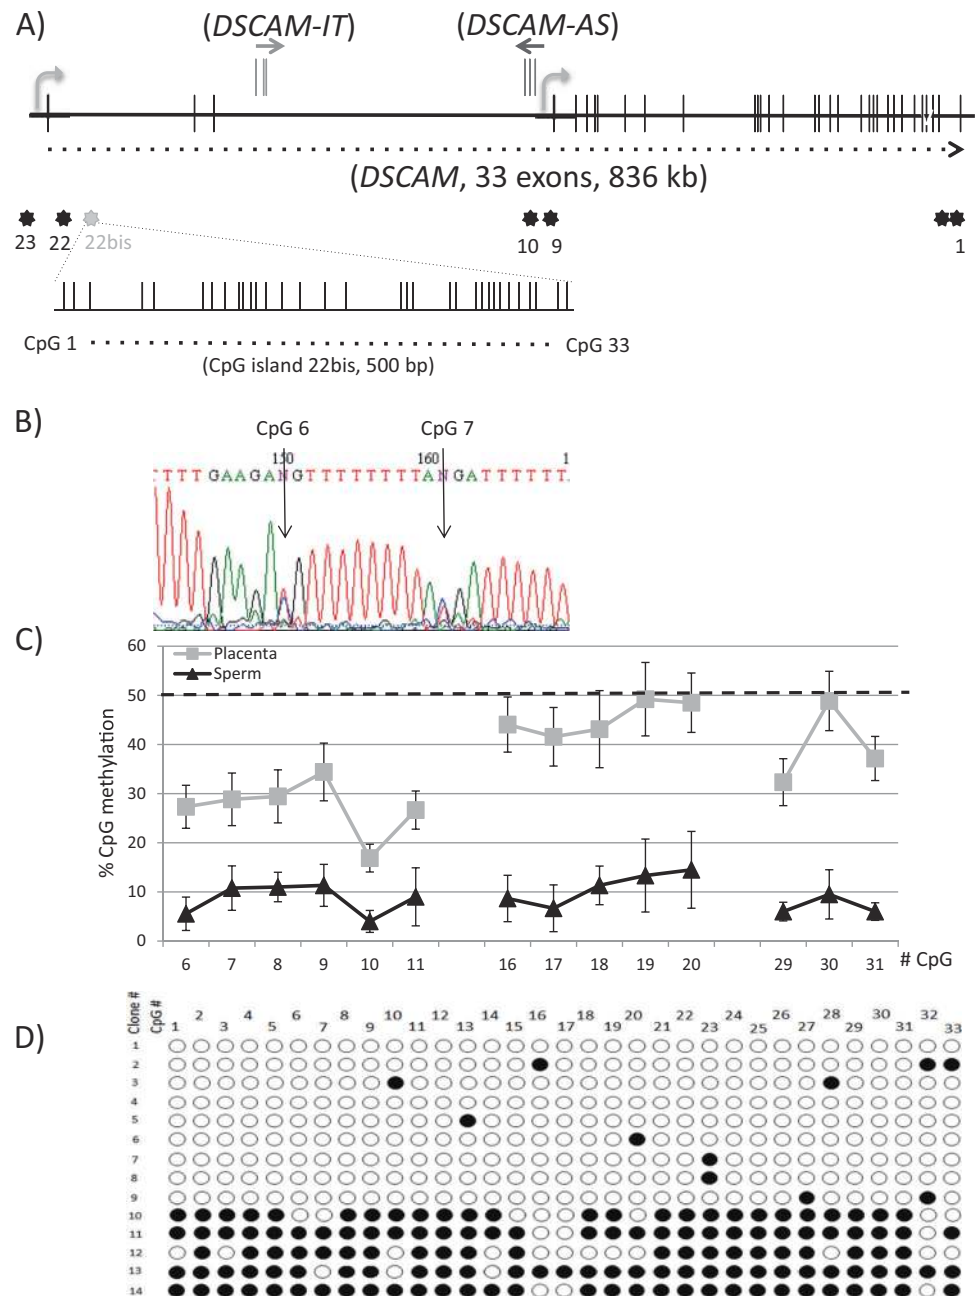 A)
(DSCAM-IT) (DSCAM-AS)
(DSCAM, 33 exons, 836 kb)
23 22 22bis 10 9 1
CpG 1 CpG 33
(CpG island 22bis, 500 bp)
B)
CpG 6 CpG 7
150 160 1
T T T G A A G A N G T T T T T T T T A N G A T T T T T T
C)
60
Placenta
Sperm
50
40
30
20
10
0
% CpG methylation
6 7 8 9 10 11 16 17 18 19 20 29 30 31 # CpG
D)
Clone # CpG #
2 4 6 8 10 12 14 16 18 20 22 24 26 28 30 32
1 3 5 7 9 11 13 15 17 19 21 23 25 27 29 31 33
1
2
3
4
5
6
7
8
9
10
11
12
13
14